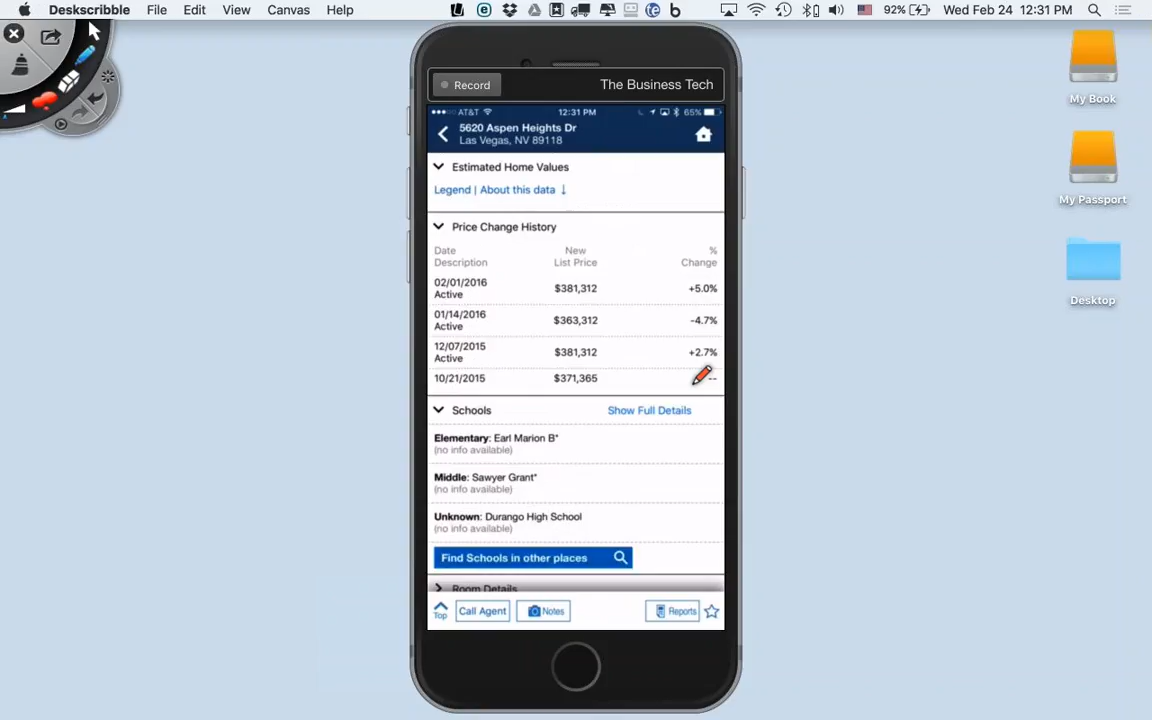 Deskscribble File Edit View Canvas Help 92% Wed Feb 24 12:31 PM
My Book
My Passport
Desktop
Record The Business Tech
AT&T 12:31 PM 65%
5620 Aspen Heights Dr
Las Vegas, NV 89118
Estimated Home Values
Legend | About this data ↓
Price Change History
Date Description New List Price % Change
02/01/2016 Active $381,312 +5.0%
01/14/2016 Active $363,312 -4.7%
12/07/2015 Active $381,312 +2.7%
10/21/2015 $371,365 --
Schools Show Full Details
Elementary: Earl Marion B*
(no info available)
Middle: Sawyer Grant*
(no info available)
Unknown: Durango High School
(no info available)
Find Schools in other places
Room Details
Top Call Agent Notes Reports